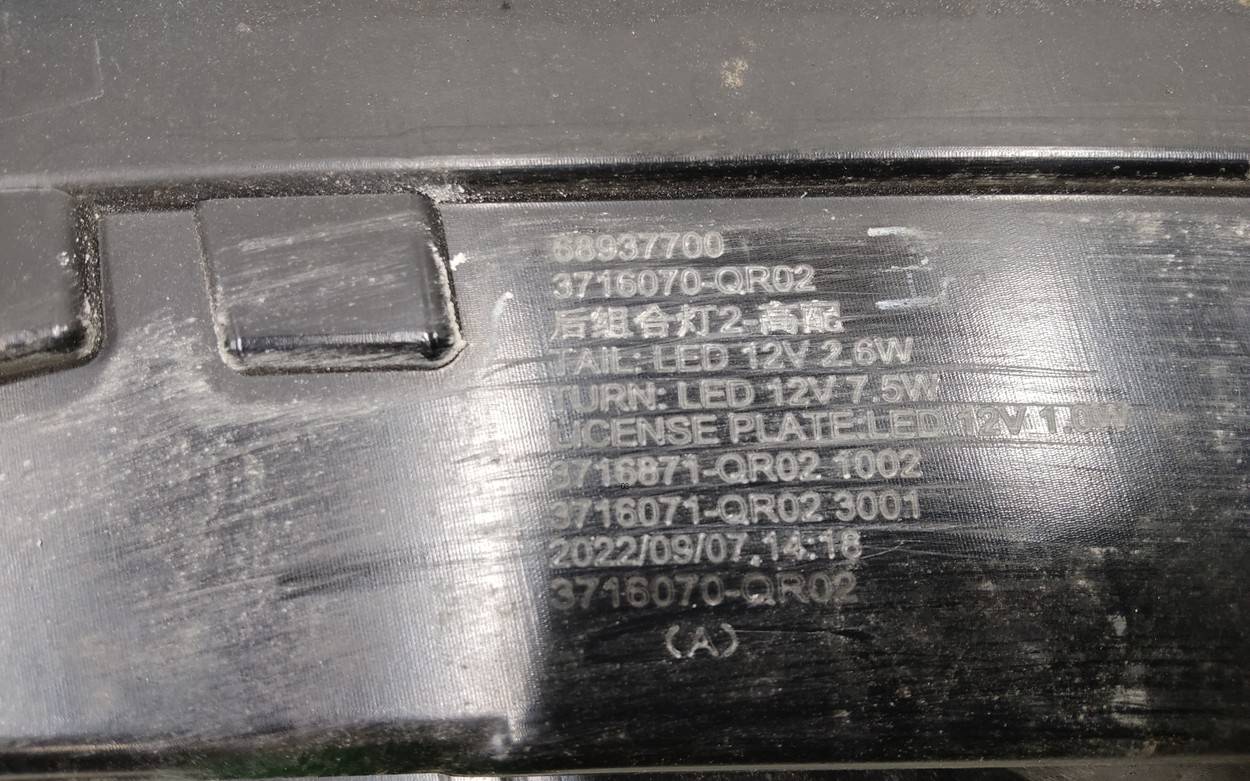 68937700
3716070-QR02
后组合灯2-高配
TAIL: LED 12V 2.6W
TURN: LED 12V 7.5W
LICENSE PLATE:LED 12V 1.0W
3716871-QR02 1002
3716071-QR02 3001
2022/09/07 14:18
3716070-QR02
(A)